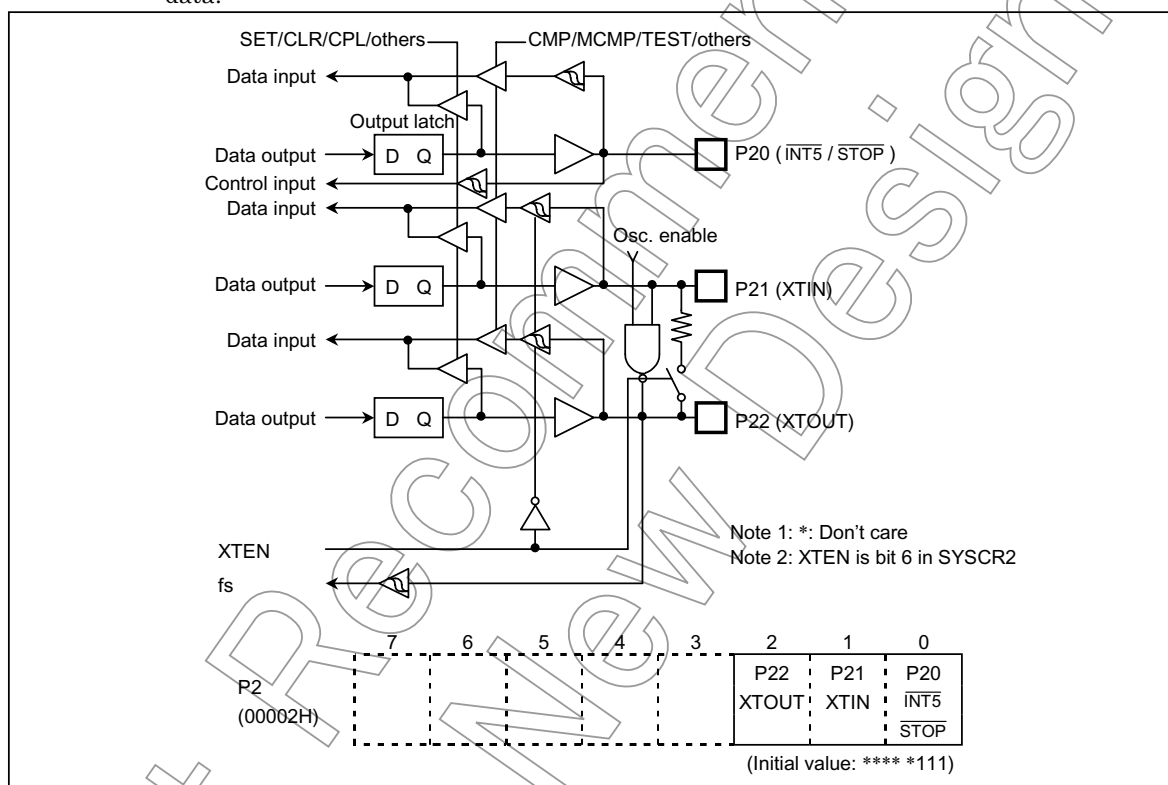 data.
SET/CLR/CPL/others
CMP/MCMP/TEST/others
Data input
Output latch
Data output
D Q
P20 (INT5 / STOP )
Control input
Data input
Osc. enable
Data output
D Q
P21 (XTIN)
Data input
Data output
D Q
P22 (XTOUT)
XTEN
fs
Note 1: *: Don't care
Note 2: XTEN is bit 6 in SYSCR2
7 6 5 4 3 2 1 0
P2
(00002H)
P22
XTOUT
P21
XTIN
P20
INT5
STOP
(Initial value: **** *111)